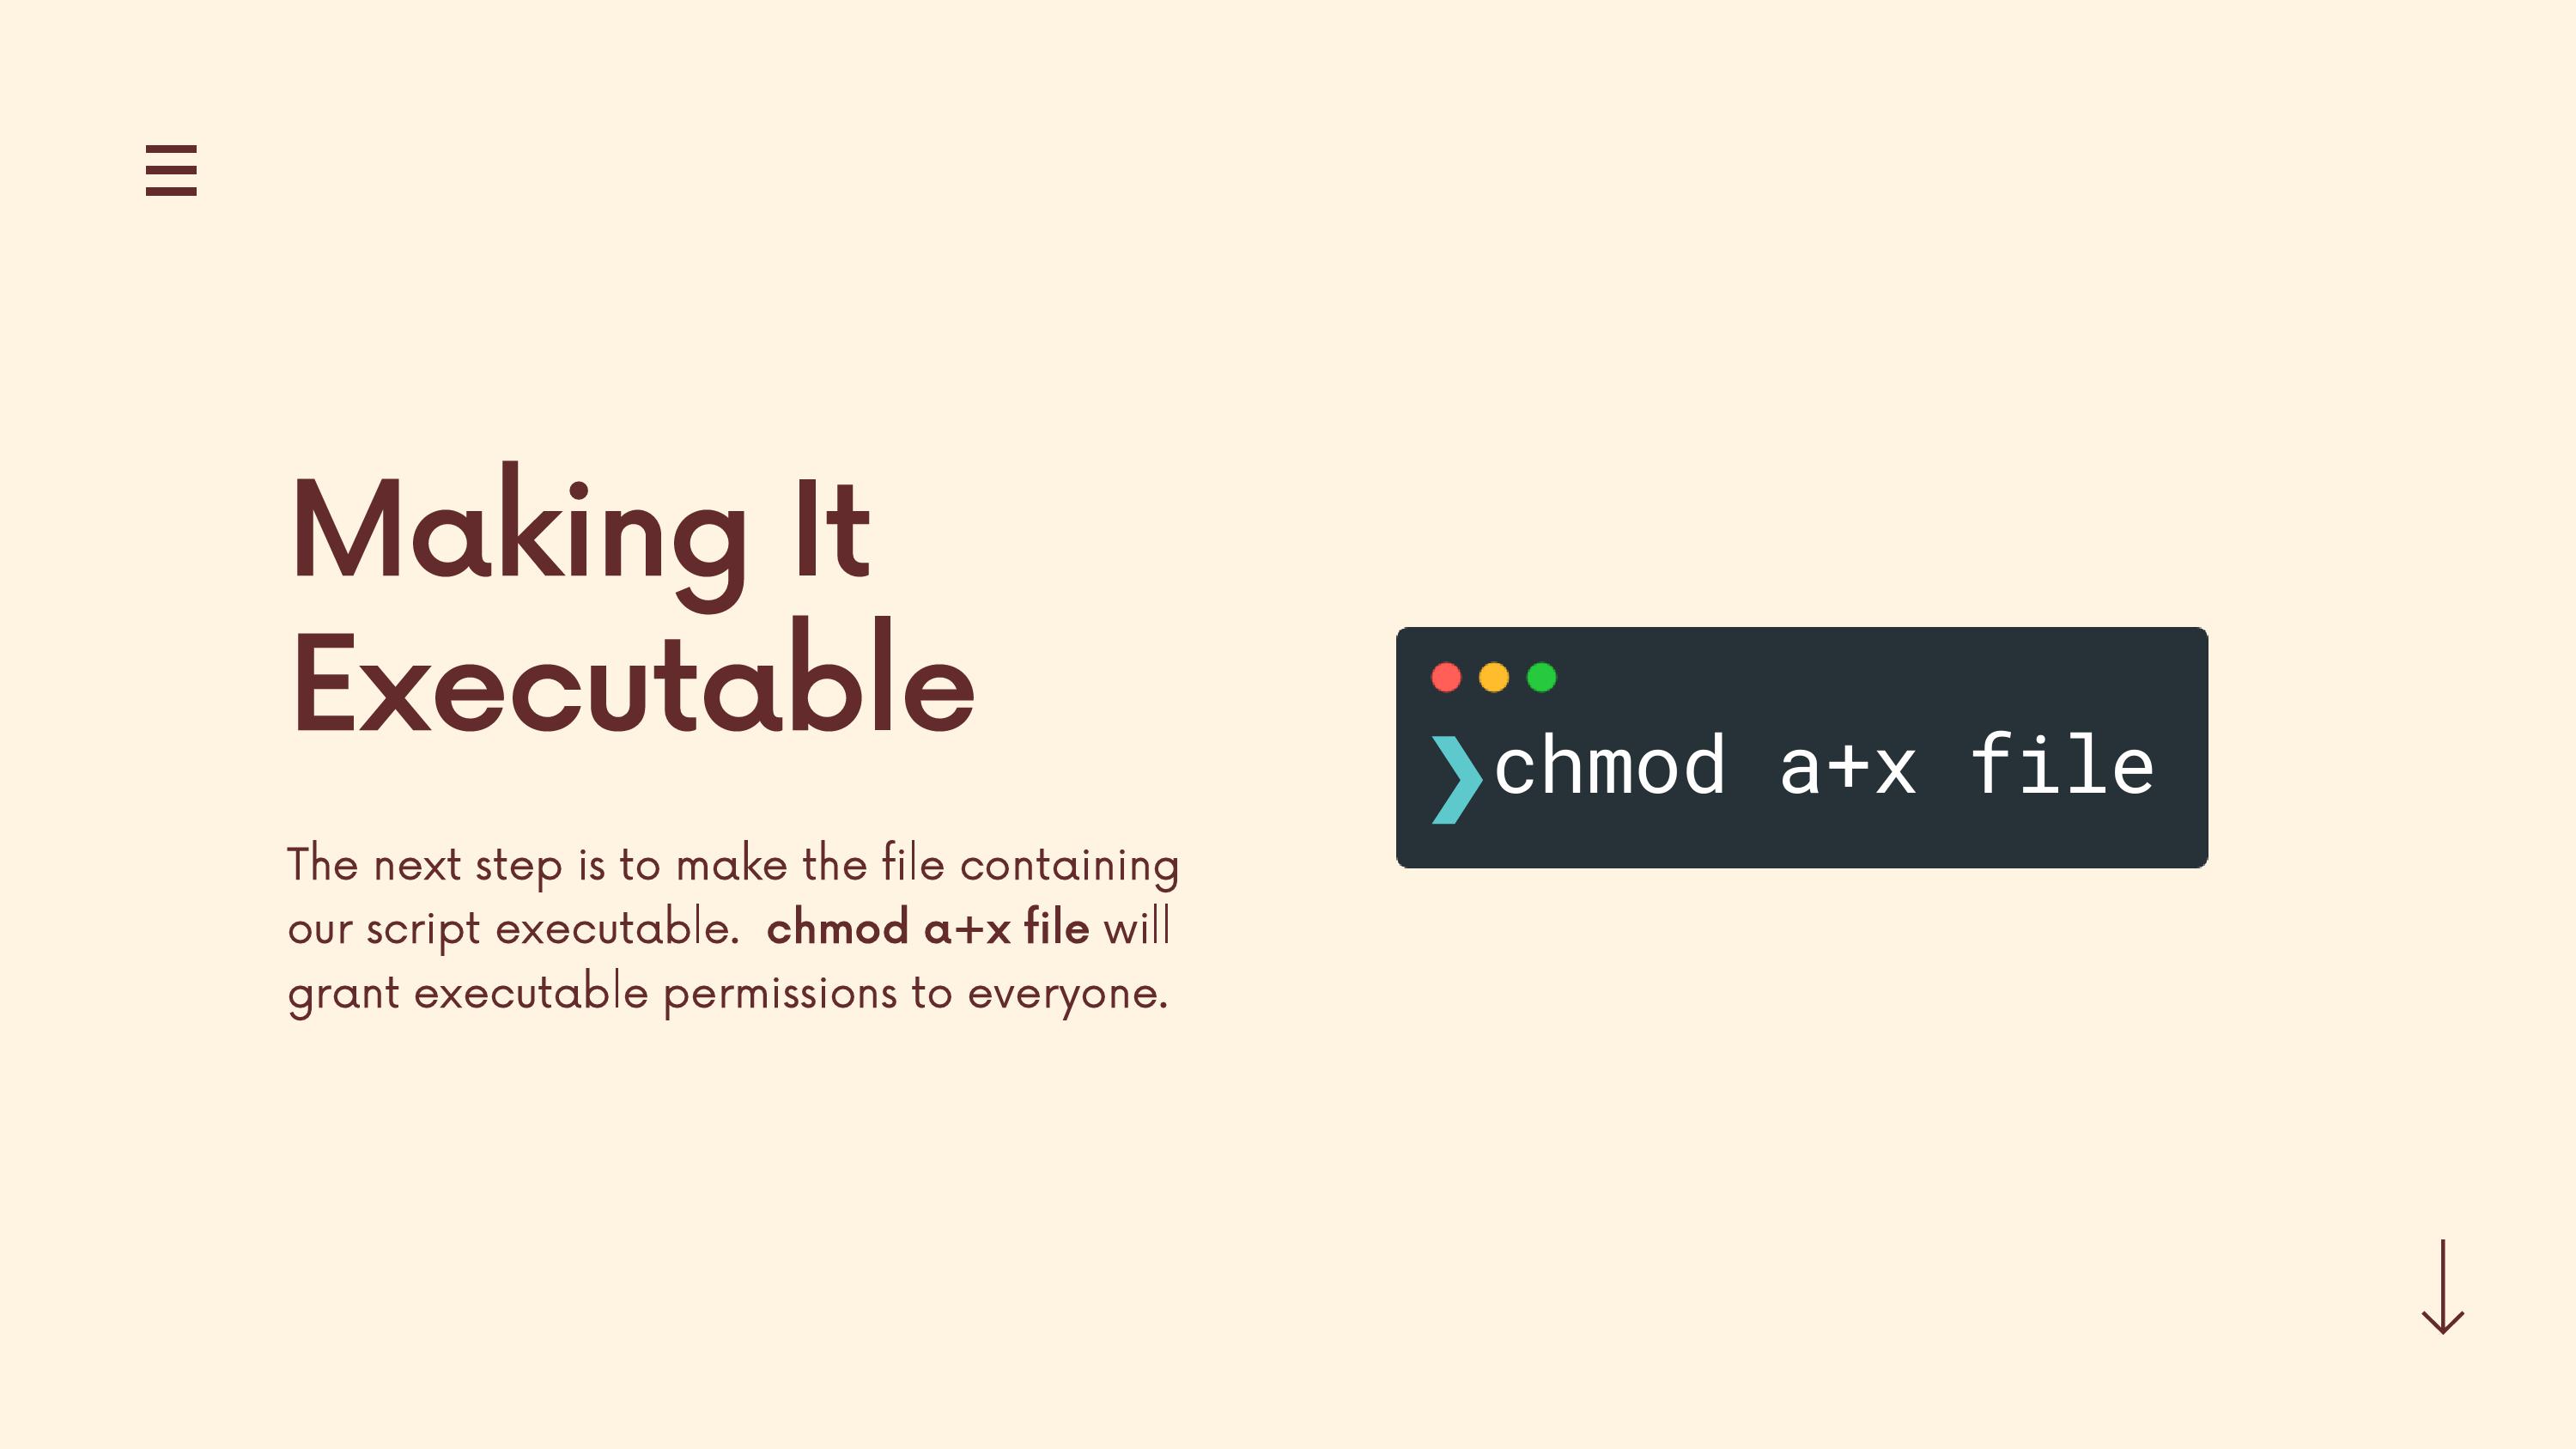 Making It
Executable
The next step is to make the file containing
our script executable.  chmod a+x file will
grant executable permissions to everyone.
❯chmod a+x file